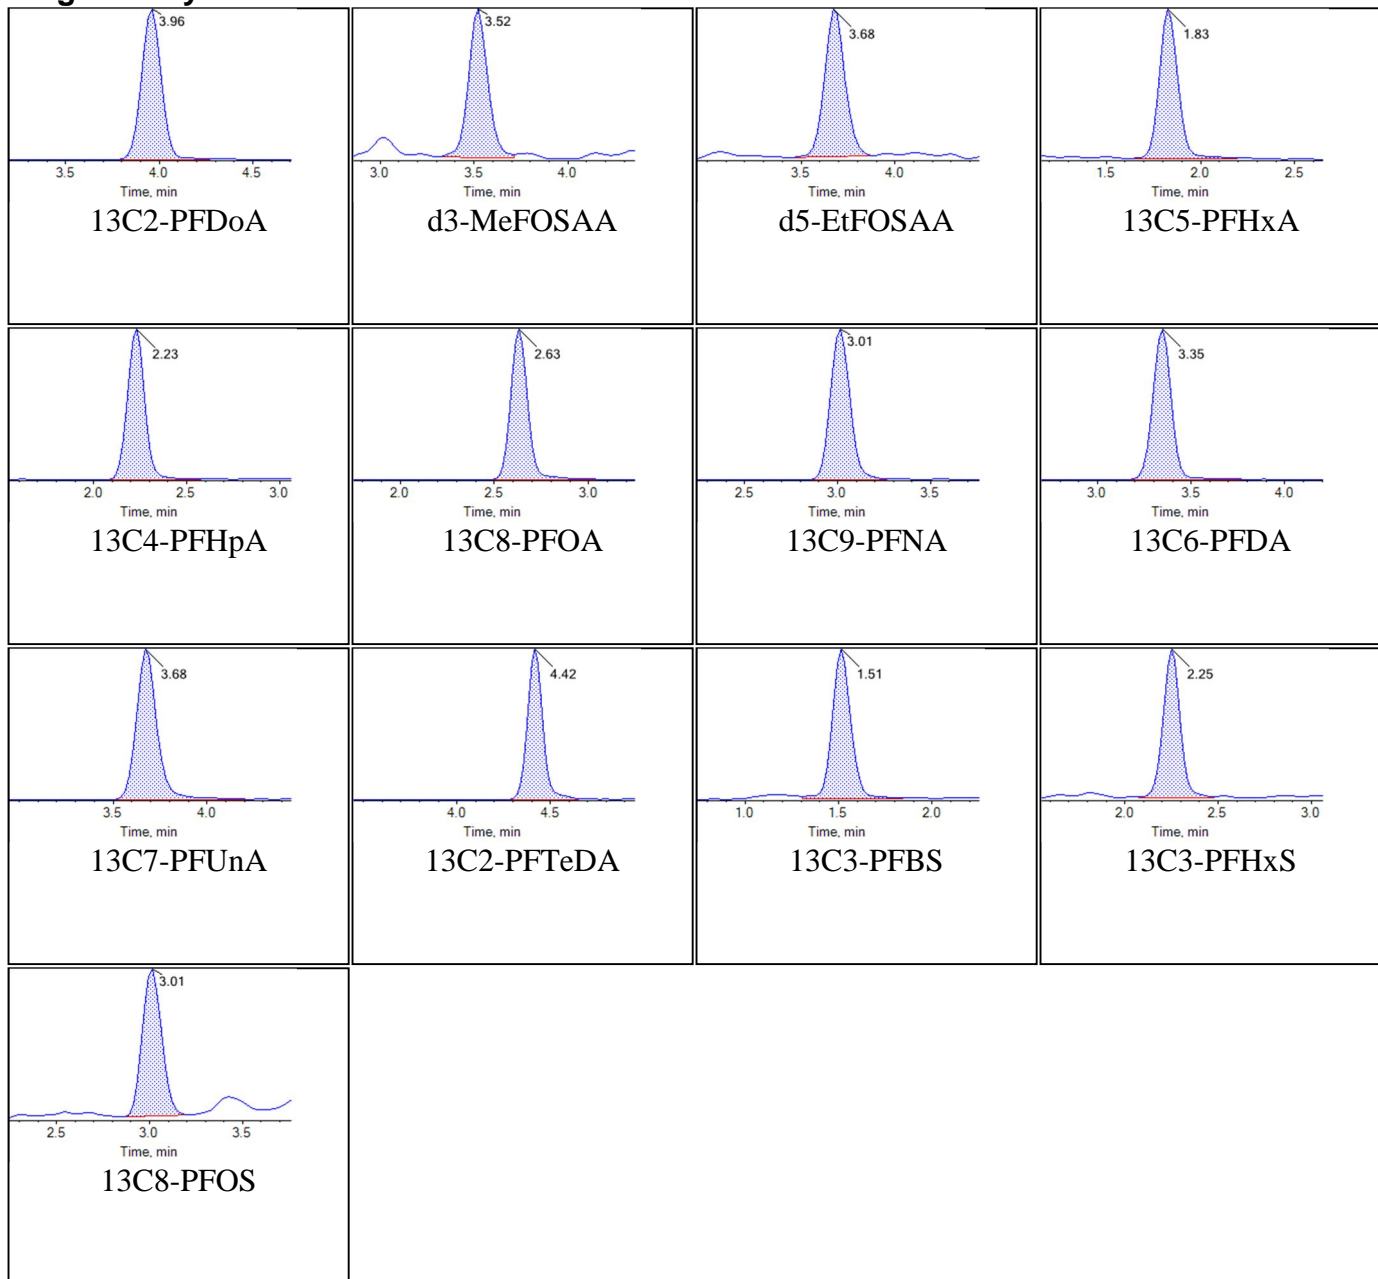 3.96
3.5 4.0 4.5
Time, min
13C2-PFDoA
3.52
3.0 3.5 4.0
Time, min
d3-MeFOSAA
3.68
3.5 4.0
Time, min
d5-EtFOSAA
1.83
1.5 2.0 2.5
Time, min
13C5-PFHxA
2.23
2.0 2.5 3.0
Time, min
13C4-PFHpA
2.63
2.0 2.5 3.0
Time, min
13C8-PFOA
3.01
2.5 3.0 3.5
Time, min
13C9-PFNA
3.35
3.0 3.5 4.0
Time, min
13C6-PFDA
3.68
3.5 4.0
Time, min
13C7-PFUnA
4.42
4.0 4.5
Time, min
13C2-PFTeDA
1.51
1.0 1.5 2.0
Time, min
13C3-PFBS
2.25
2.0 2.5 3.0
Time, min
13C3-PFHxS
3.01
2.5 3.0 3.5
Time, min
13C8-PFOS